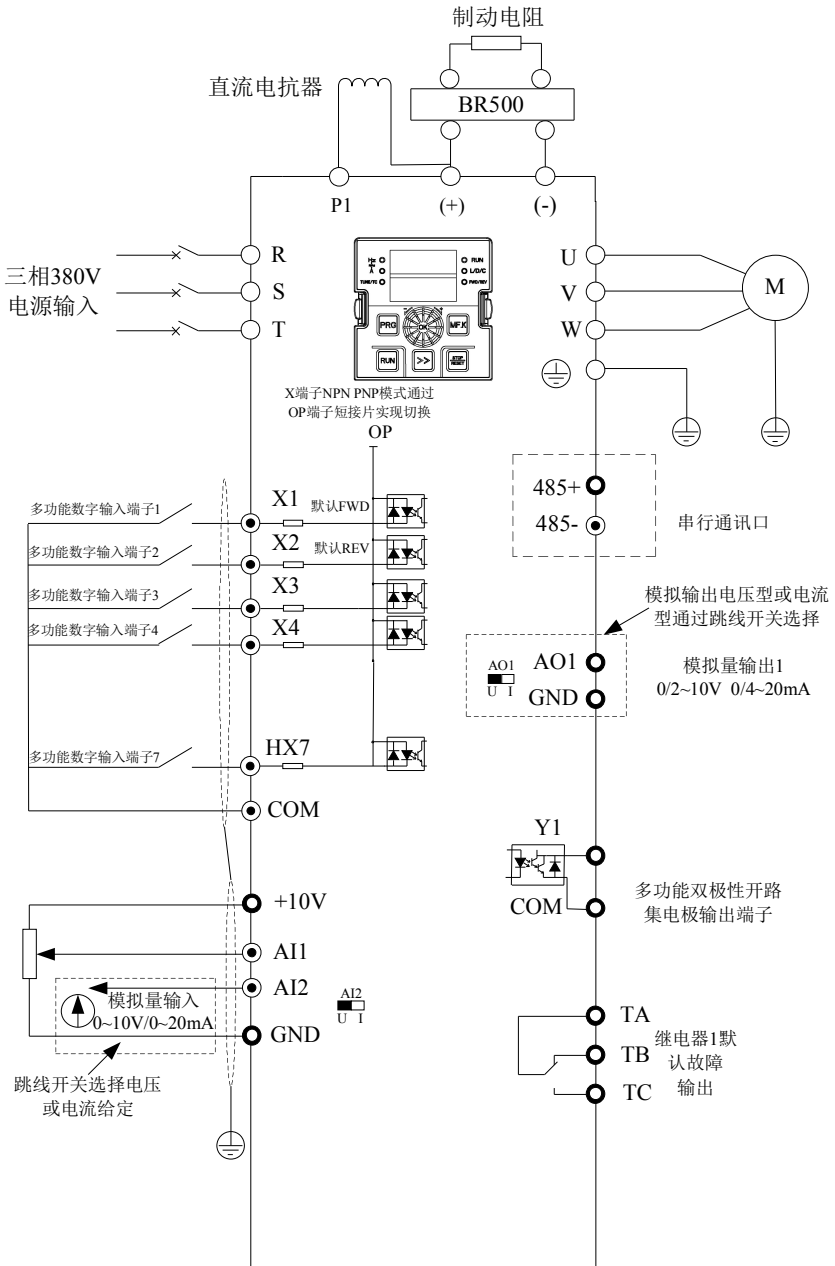 制动电阻
直流电抗器
BR500
P1
(+)
(-)
三相380V
电源输入
R
S
T
Hz
A
TUNE/TC
RUN
L/D/C
FWD/REV
PRG
OK
MF.K
RUN
>>
STOP
RESET
U
V
W
M
X端子NPN PNP模式通过
OP端子短接片实现切换
OP
多功能数字输入端子1
X1
默认FWD
多功能数字输入端子2
X2
默认REV
多功能数字输入端子3
X3
多功能数字输入端子4
X4
多功能数字输入端子7
HX7
COM
485+
485-
串行通讯口
模拟输出电压型或电流
型通过跳线开关选择
AO1
U I
AO1
GND
模拟量输出1
0/2~10V 0/4~20mA
Y1
COM
多功能双极性开路
集电极输出端子
+10V
AI1
AI2
GND
AI2
U I
模拟量输入
0~10V/0~20mA
跳线开关选择电压
或电流给定
TA
TB
TC
继电器1默
认故障
输出